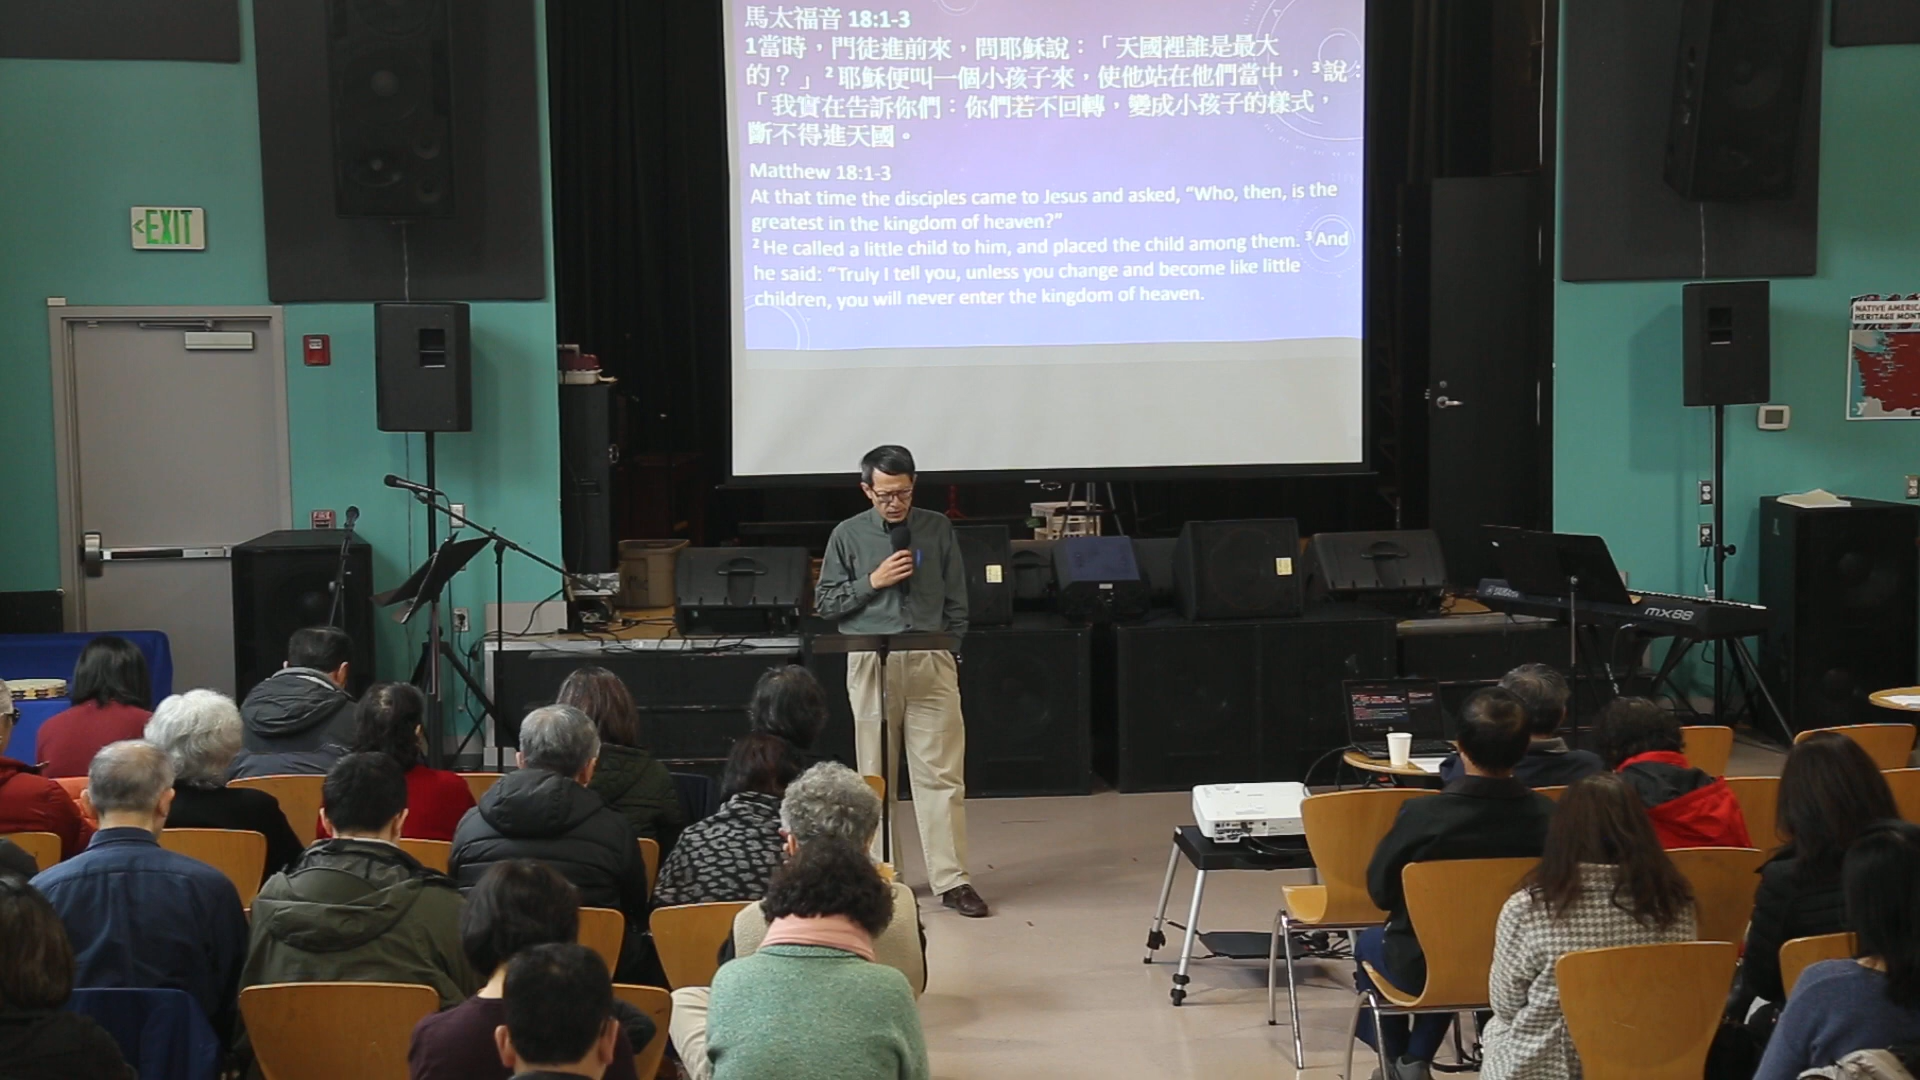 馬太福音 18:1-3
1當時，門徒進前來，問耶穌說：「天國裡誰是最大
的？」² 耶穌便叫一個小孩子來，使他站在他們當中，³ 說：
「我實在告訴你們：你們若不回轉，變成小孩子的樣式，
斷不得進天國。
Matthew 18:1-3
At that time the disciples came to Jesus and asked, “Who, then, is the
greatest in the kingdom of heaven?”
² He called a little child to him, and placed the child among them. ³ And
he said: “Truly I tell you, unless you change and become like little
children, you will never enter the kingdom of heaven.
EXIT
NATIVE AMERICA
HERITAGE MONT
FIRE
MX88